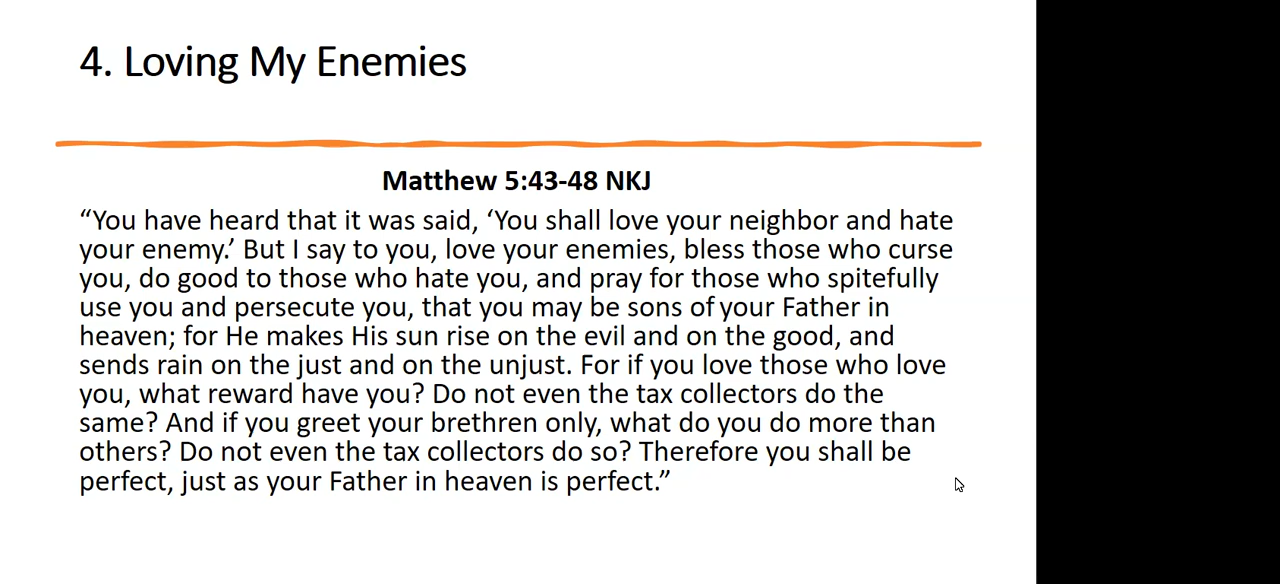 4. Loving My Enemies
Matthew 5:43-48 NKJ
“You have heard that it was said, ‘You shall love your neighbor and hate
your enemy.’ But I say to you, love your enemies, bless those who curse
you, do good to those who hate you, and pray for those who spitefully
use you and persecute you, that you may be sons of your Father in
heaven; for He makes His sun rise on the evil and on the good, and
sends rain on the just and on the unjust. For if you love those who love
you, what reward have you? Do not even the tax collectors do the
same? And if you greet your brethren only, what do you do more than
others? Do not even the tax collectors do so? Therefore you shall be
perfect, just as your Father in heaven is perfect.”